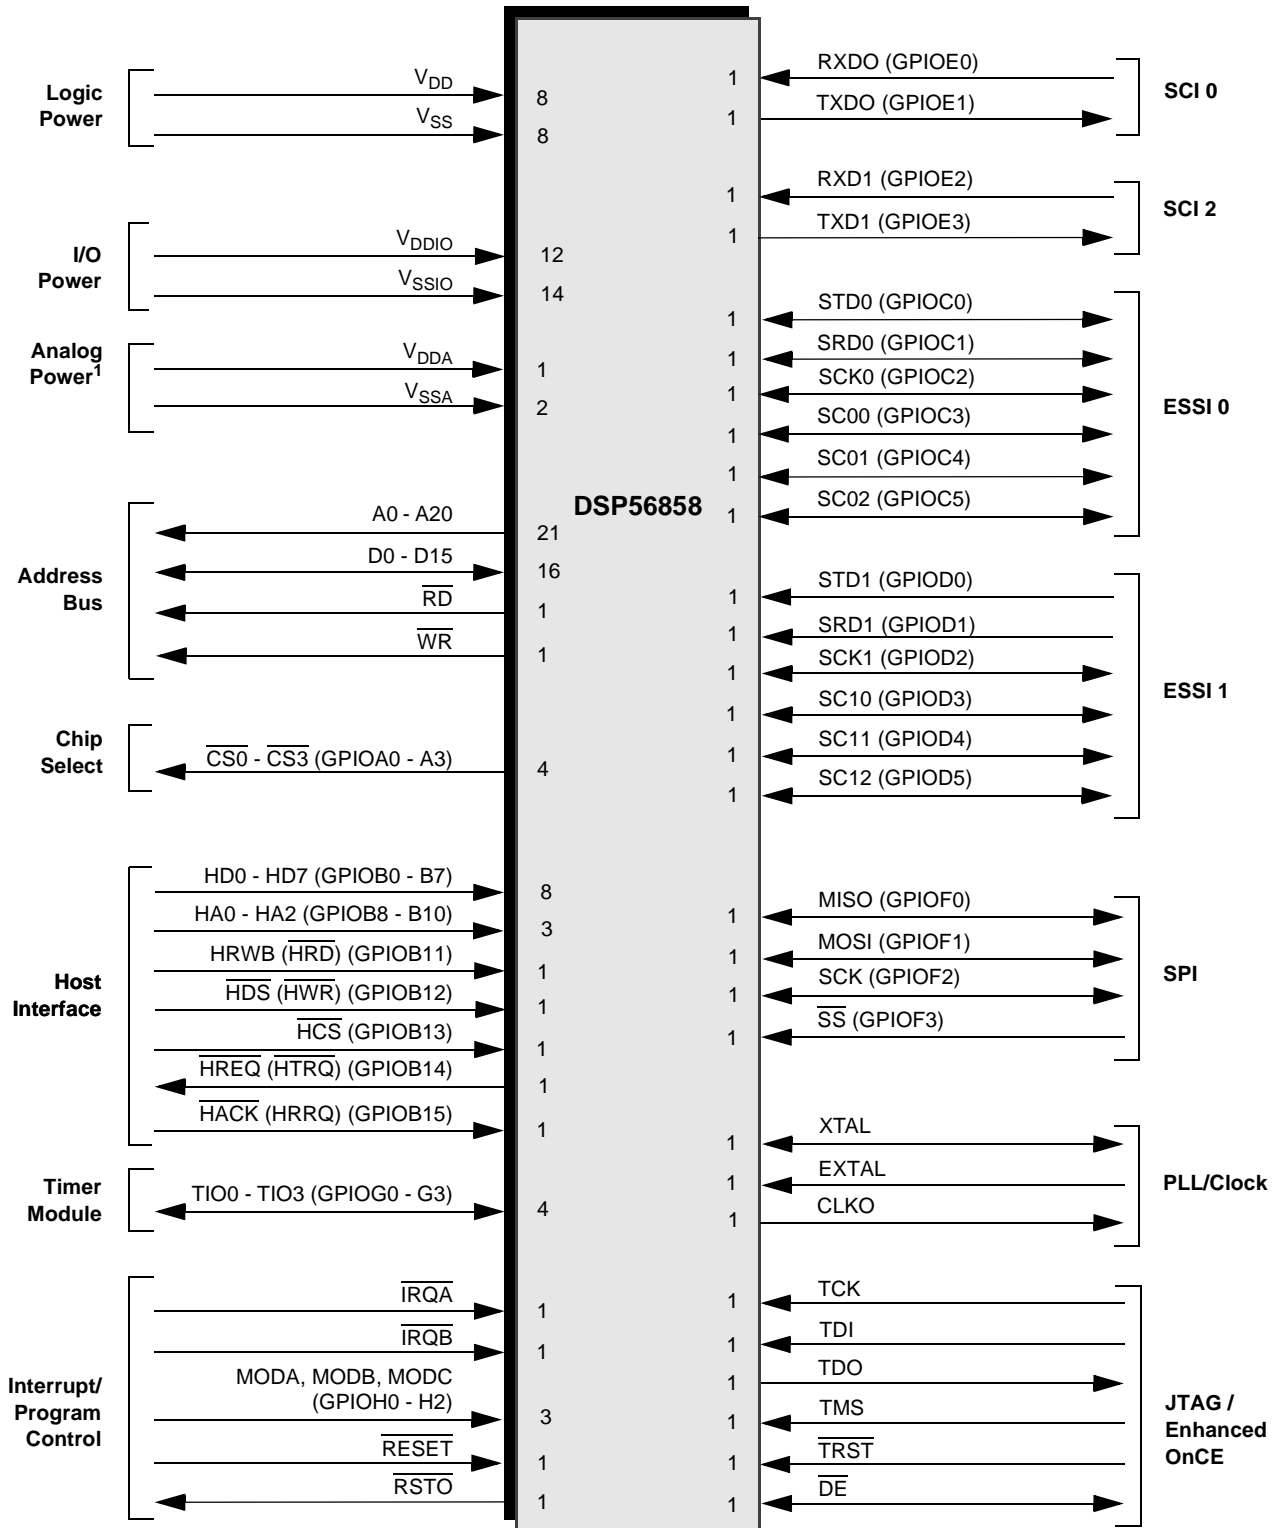 Logic
Power
VDD
8
VSS
8
I/O
Power
VDDIO
12
VSSIO
14
Analog
Power1
VDDA
1
VSSA
2
Address
Bus
A0 - A20
21
D0 - D15
16
RD
1
WR
1
Chip
Select
CS0 - CS3 (GPIOA0 - A3)
4
Host
Interface
HD0 - HD7 (GPIOB0 - B7)
8
HA0 - HA2 (GPIOB8 - B10)
3
HRWB (HRD) (GPIOB11)
1
HDS (HWR) (GPIOB12)
1
HCS (GPIOB13)
1
HREQ (HTRQ) (GPIOB14)
1
HACK (HRRQ) (GPIOB15)
1
Timer
Module
TIO0 - TIO3 (GPIOG0 - G3)
4
Interrupt/
Program
Control
IRQA
1
IRQB
1
MODA, MODB, MODC
(GPIOH0 - H2)
3
RESET
1
RSTO
1
DSP56858
1
RXDO (GPIOE0)
1
TXDO (GPIOE1)
SCI 0
1
RXD1 (GPIOE2)
1
TXD1 (GPIOE3)
SCI 2
1
STD0 (GPIOC0)
1
SRD0 (GPIOC1)
1
SCK0 (GPIOC2)
1
SC00 (GPIOC3)
1
SC01 (GPIOC4)
1
SC02 (GPIOC5)
ESSI 0
1
STD1 (GPIOD0)
1
SRD1 (GPIOD1)
1
SCK1 (GPIOD2)
1
SC10 (GPIOD3)
1
SC11 (GPIOD4)
1
SC12 (GPIOD5)
ESSI 1
1
MISO (GPIOF0)
1
MOSI (GPIOF1)
1
SCK (GPIOF2)
1
SS (GPIOF3)
SPI
1
XTAL
1
EXTAL
1
CLKO
PLL/Clock
1
TCK
1
TDI
1
TDO
1
TMS
1
TRST
1
DE
JTAG /
Enhanced
OnCE